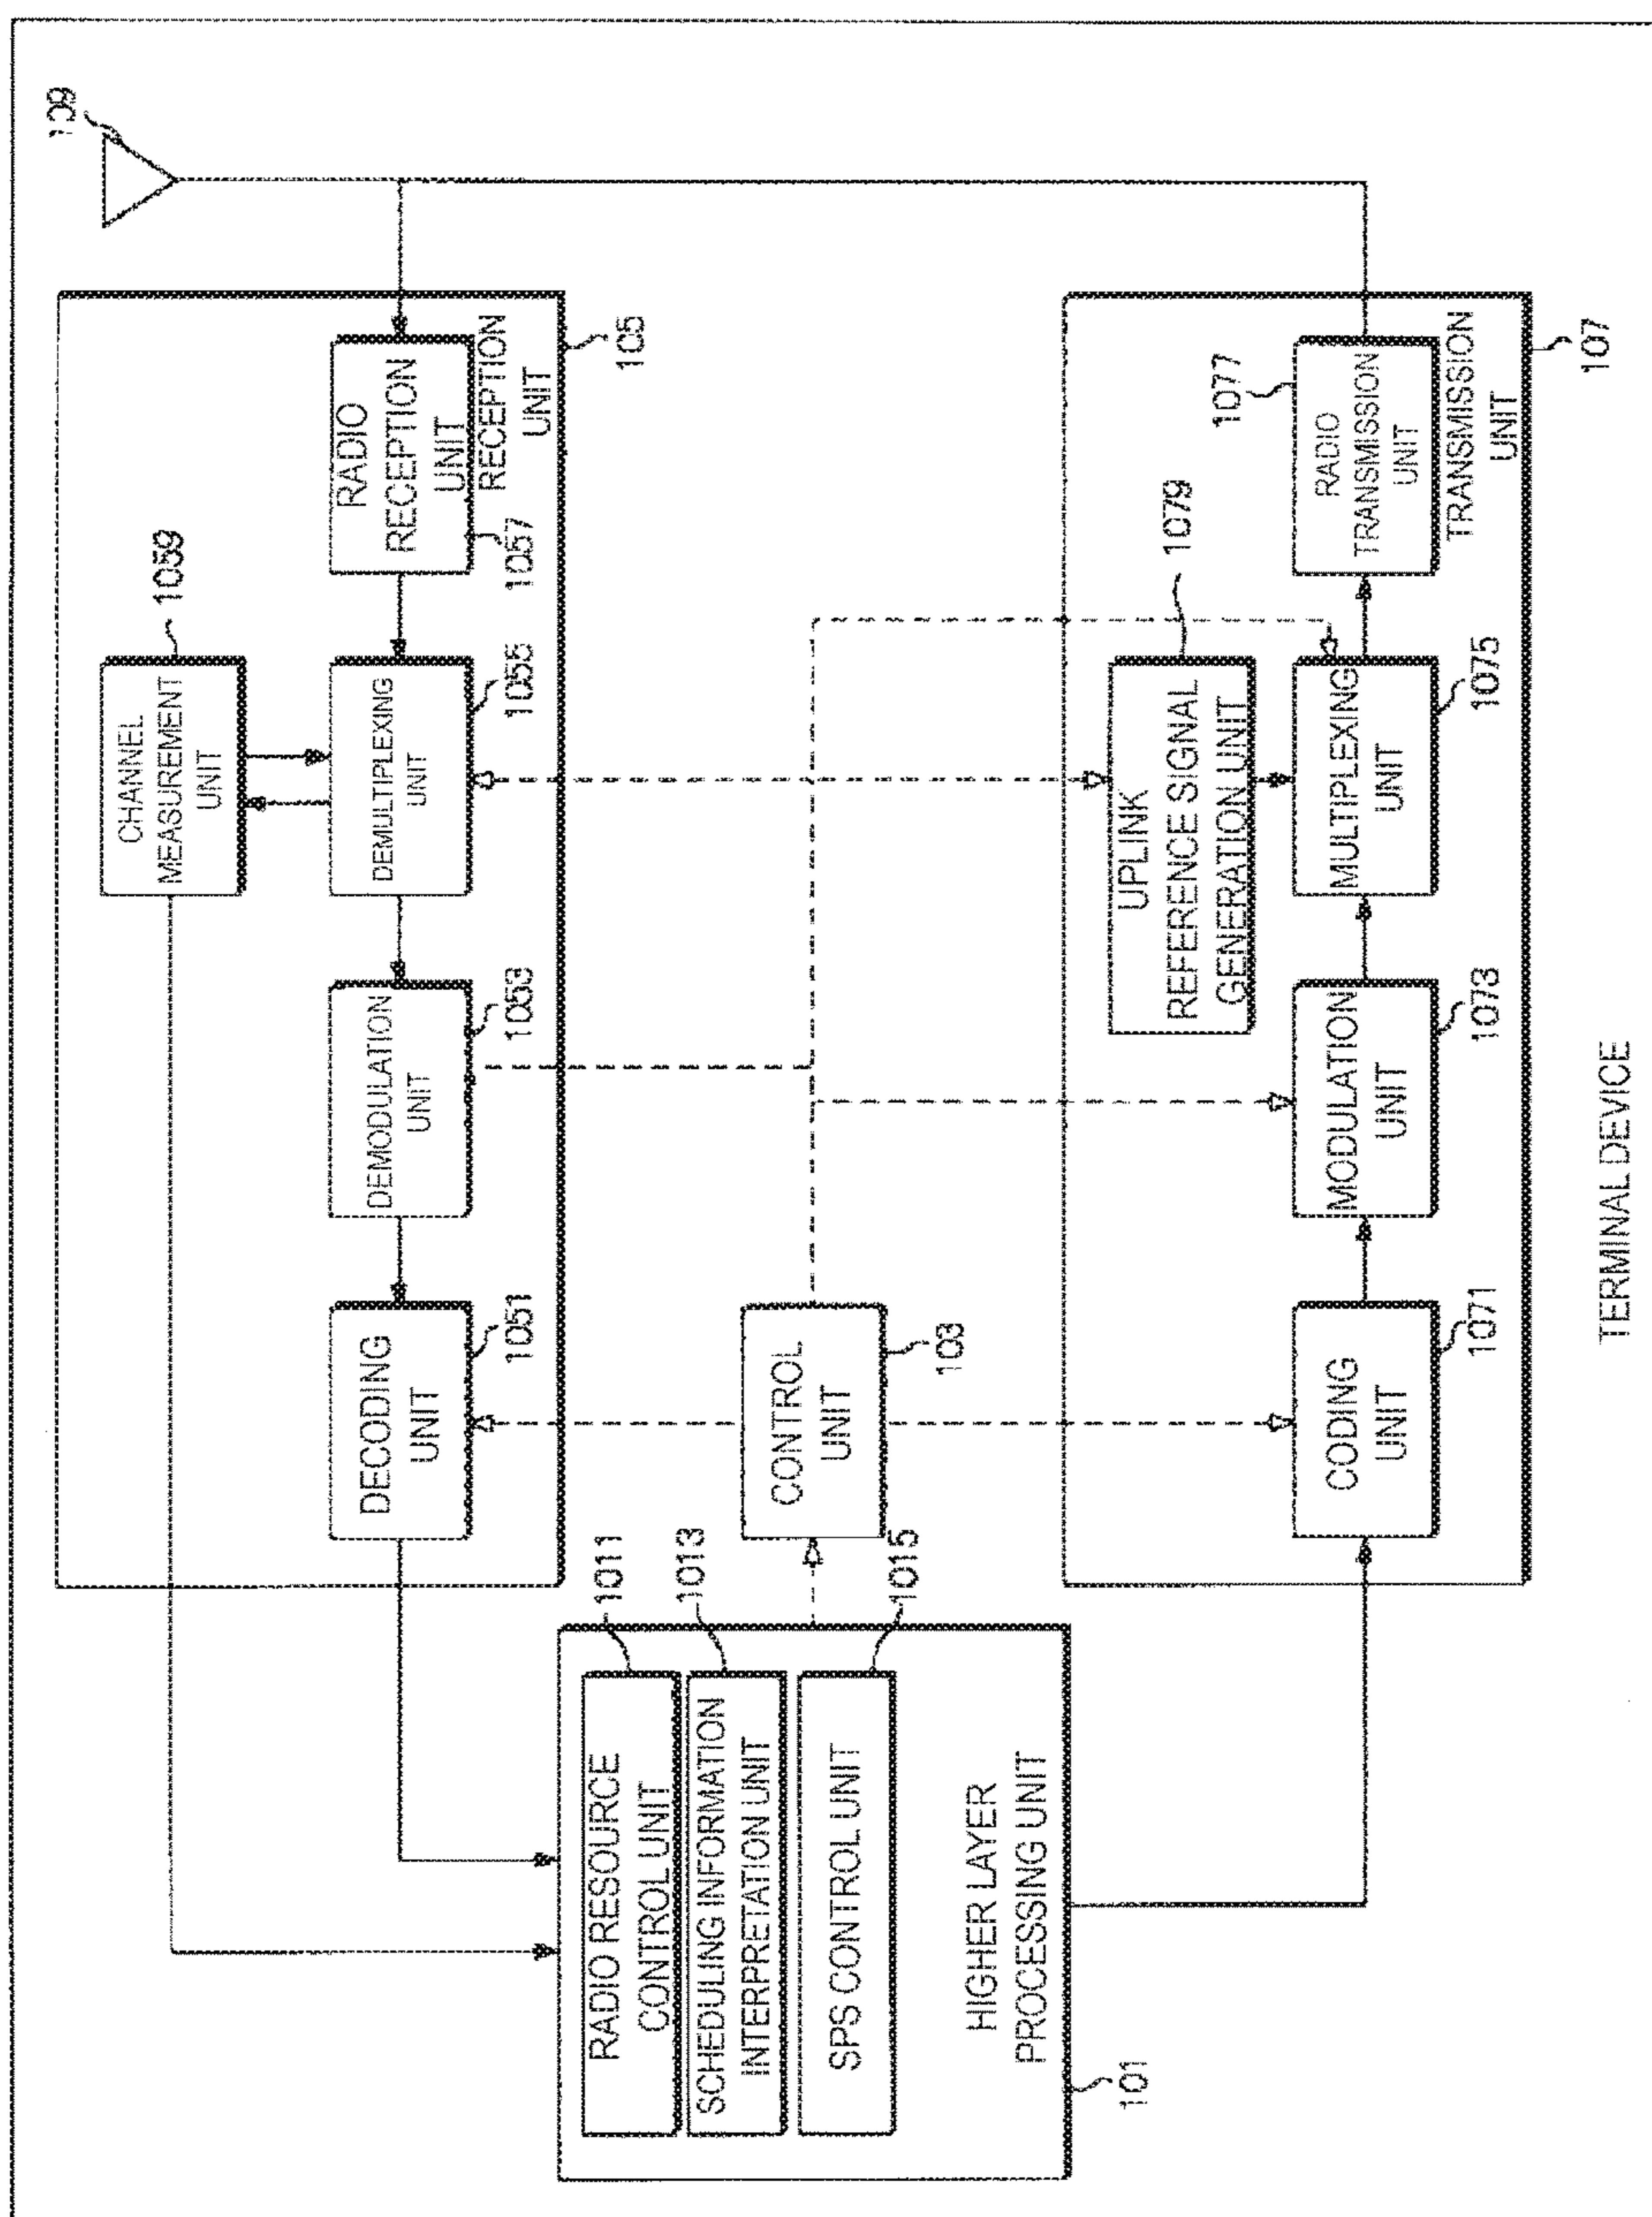 109
1059
CHANNEL
MEASUREMENT
UNIT
DECODING
UNIT
1051
DEMODULATION
UNIT
1053
DEMULTIPLEXING
UNIT
1055
RADIO
RECEPTION
UNIT
1057
RECEPTION
UNIT
105
RADIO RESOURCE
CONTROL UNIT
1011
SCHEDULING INFORMATION
INTERPRETATION UNIT
1013
SPS CONTROL UNIT
1015
HIGHER LAYER
PROCESSING UNIT
101
CONTROL
UNIT
103
UPLINK
REFERENCE SIGNAL
GENERATION UNIT
1079
CODING
UNIT
1071
MODULATION
UNIT
1073
MULTIPLEXING
UNIT
1075
RADIO
TRANSMISSION
UNIT
1077
TRANSMISSION
UNIT
107
TERMINAL DEVICE